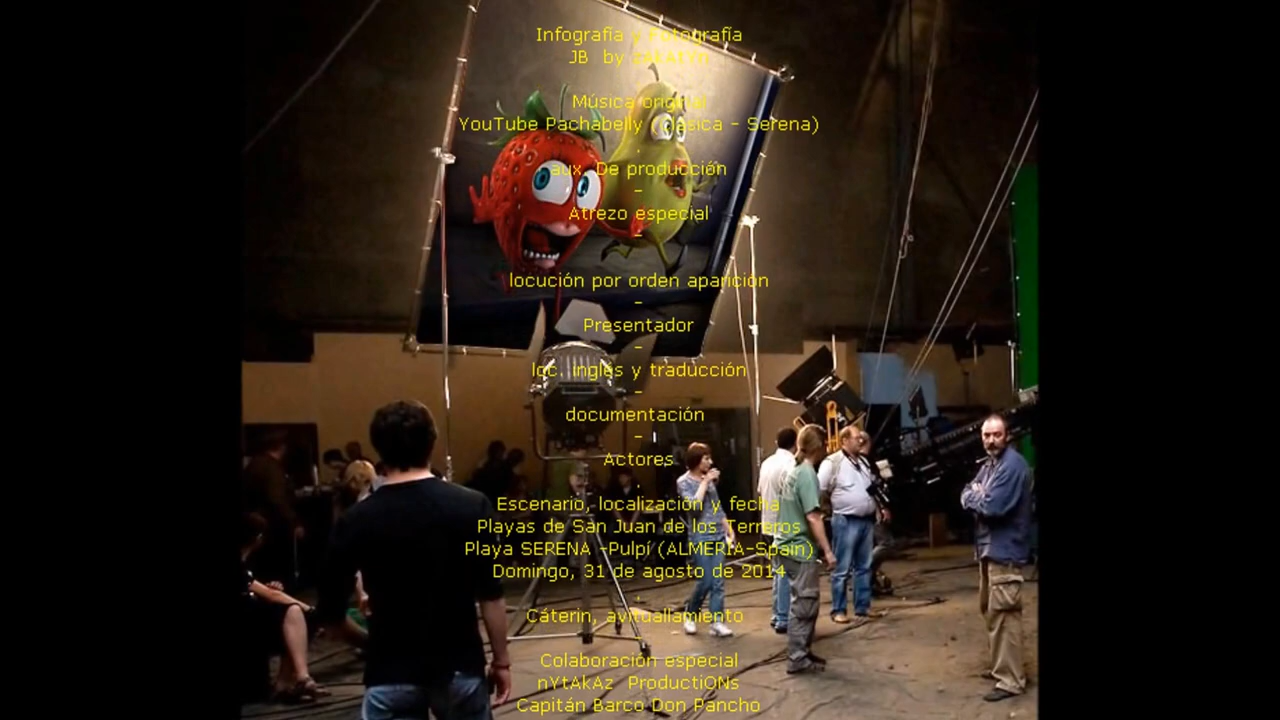 Infografía y Fotografía
JB by
Música original
YouTube Pachabelly (clásica - Serena)
.
aux. De producción
-
Atrezo especial
-
locución por orden aparición
-
Presentador
-
loc. inglés y traducción
-
documentación
-
Actores
.
Escenario, localización y fecha
Playas de San Juan de los Terreros
Playa SERENA -Pulpí (ALMERIA-Spain)
Domingo, 31 de agosto de 2014
.
Cáterin, avituallamiento
-
Colaboración especial
nYtAkAz ProductiONs
Capitán Barco Don Pancho